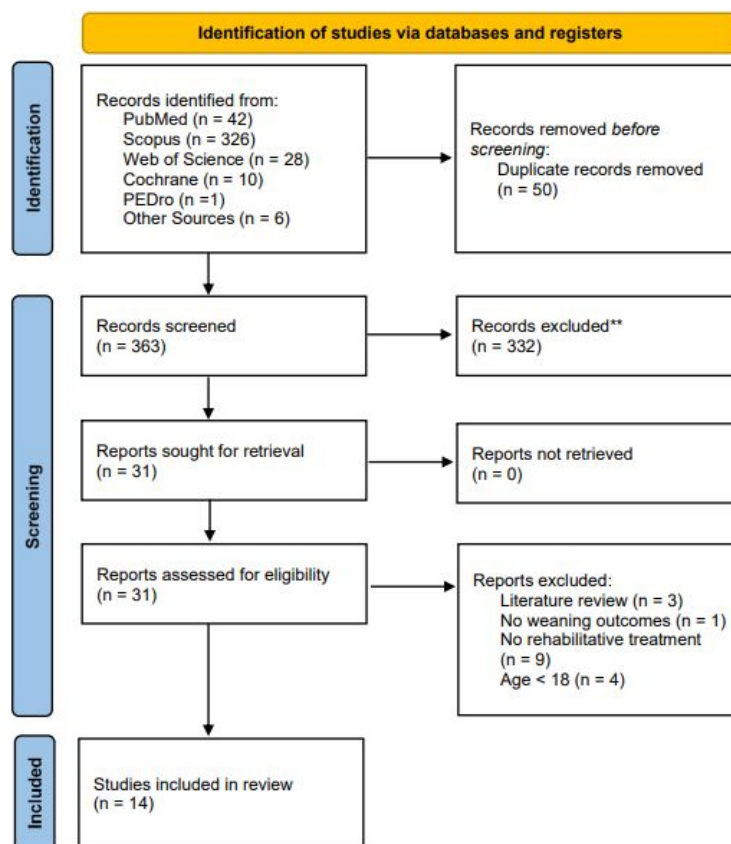 Identification of studies via databases and registers
Identification
Records identified from:
PubMed (n = 42)
Scopus (n = 326)
Web of Science (n = 28)
Cochrane (n = 10)
PEDro (n =1)
Other Sources (n = 6)
Records removed before
screening:
Duplicate records removed
(n = 50)
Screening
Records screened
(n = 363)
Records excluded**
(n = 332)
Reports sought for retrieval
(n = 31)
Reports not retrieved
(n = 0)
Reports assessed for eligibility
(n = 31)
Reports excluded:
Literature review (n = 3)
No weaning outcomes (n = 1)
No rehabilitative treatment
(n = 9)
Age < 18 (n = 4)
Included
Studies included in review
(n = 14)